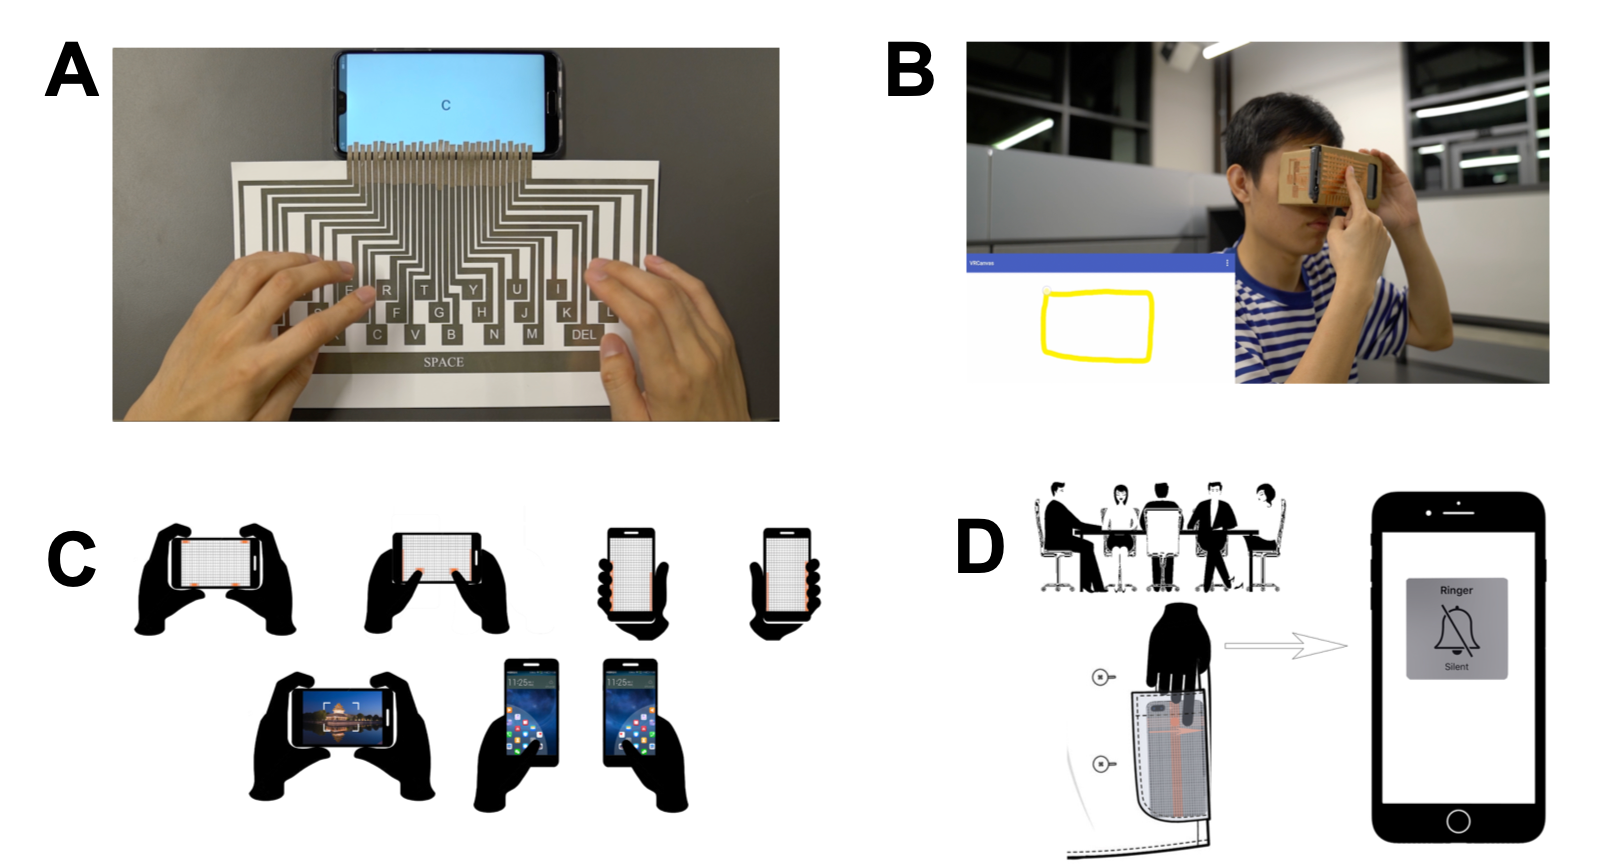 A
C
E R T Y U I
F G H J K L
C V B N M DEL
SPACE
B
VRCanvas
C
11:25
11:25
D
Ringer
Silent